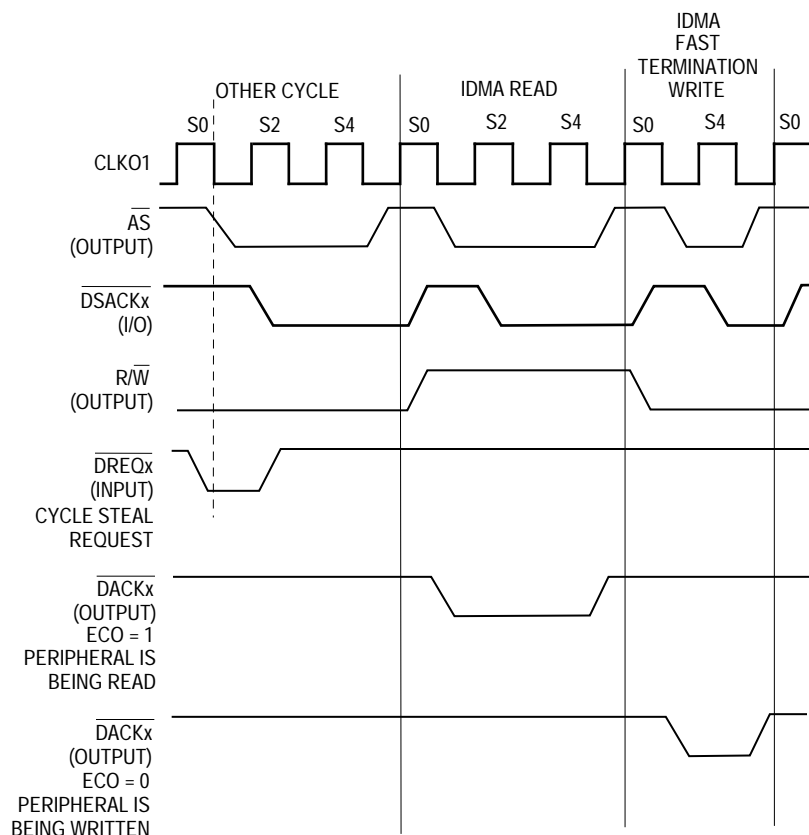 IDMA
FAST
TERMINATION
WRITE
OTHER CYCLE IDMA READ
S0 S2 S4 S0 S2 S4 S0 S4 S0
CLKO1
AS
(OUTPUT)
DSACKx
(I/O)
R/W
(OUTPUT)
DREQx
(INPUT)
CYCLE STEAL
REQUEST
DACKx
(OUTPUT)
ECO = 1
PERIPHERAL IS
BEING READ
DACKx
(OUTPUT)
ECO = 0
PERIPHERAL IS
BEING WRITTEN